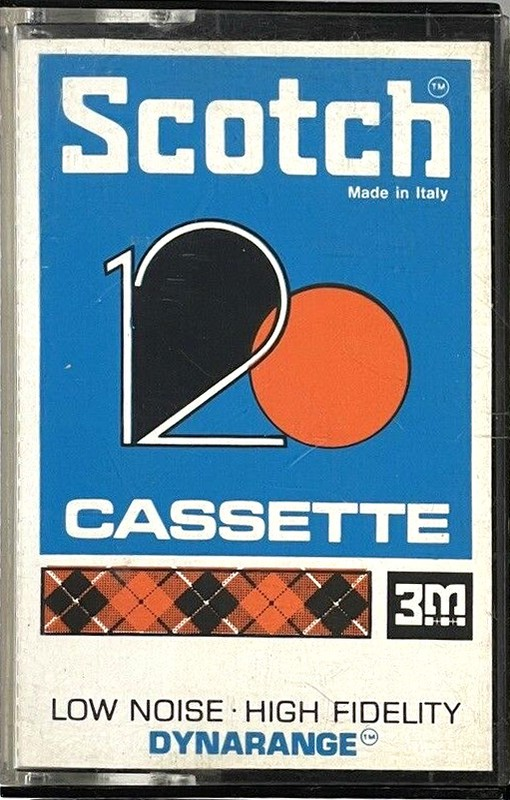 Scotch™
Made in Italy
120
CASSETTE
3M
LOW NOISE · HIGH FIDELITY
DYNARANGE™